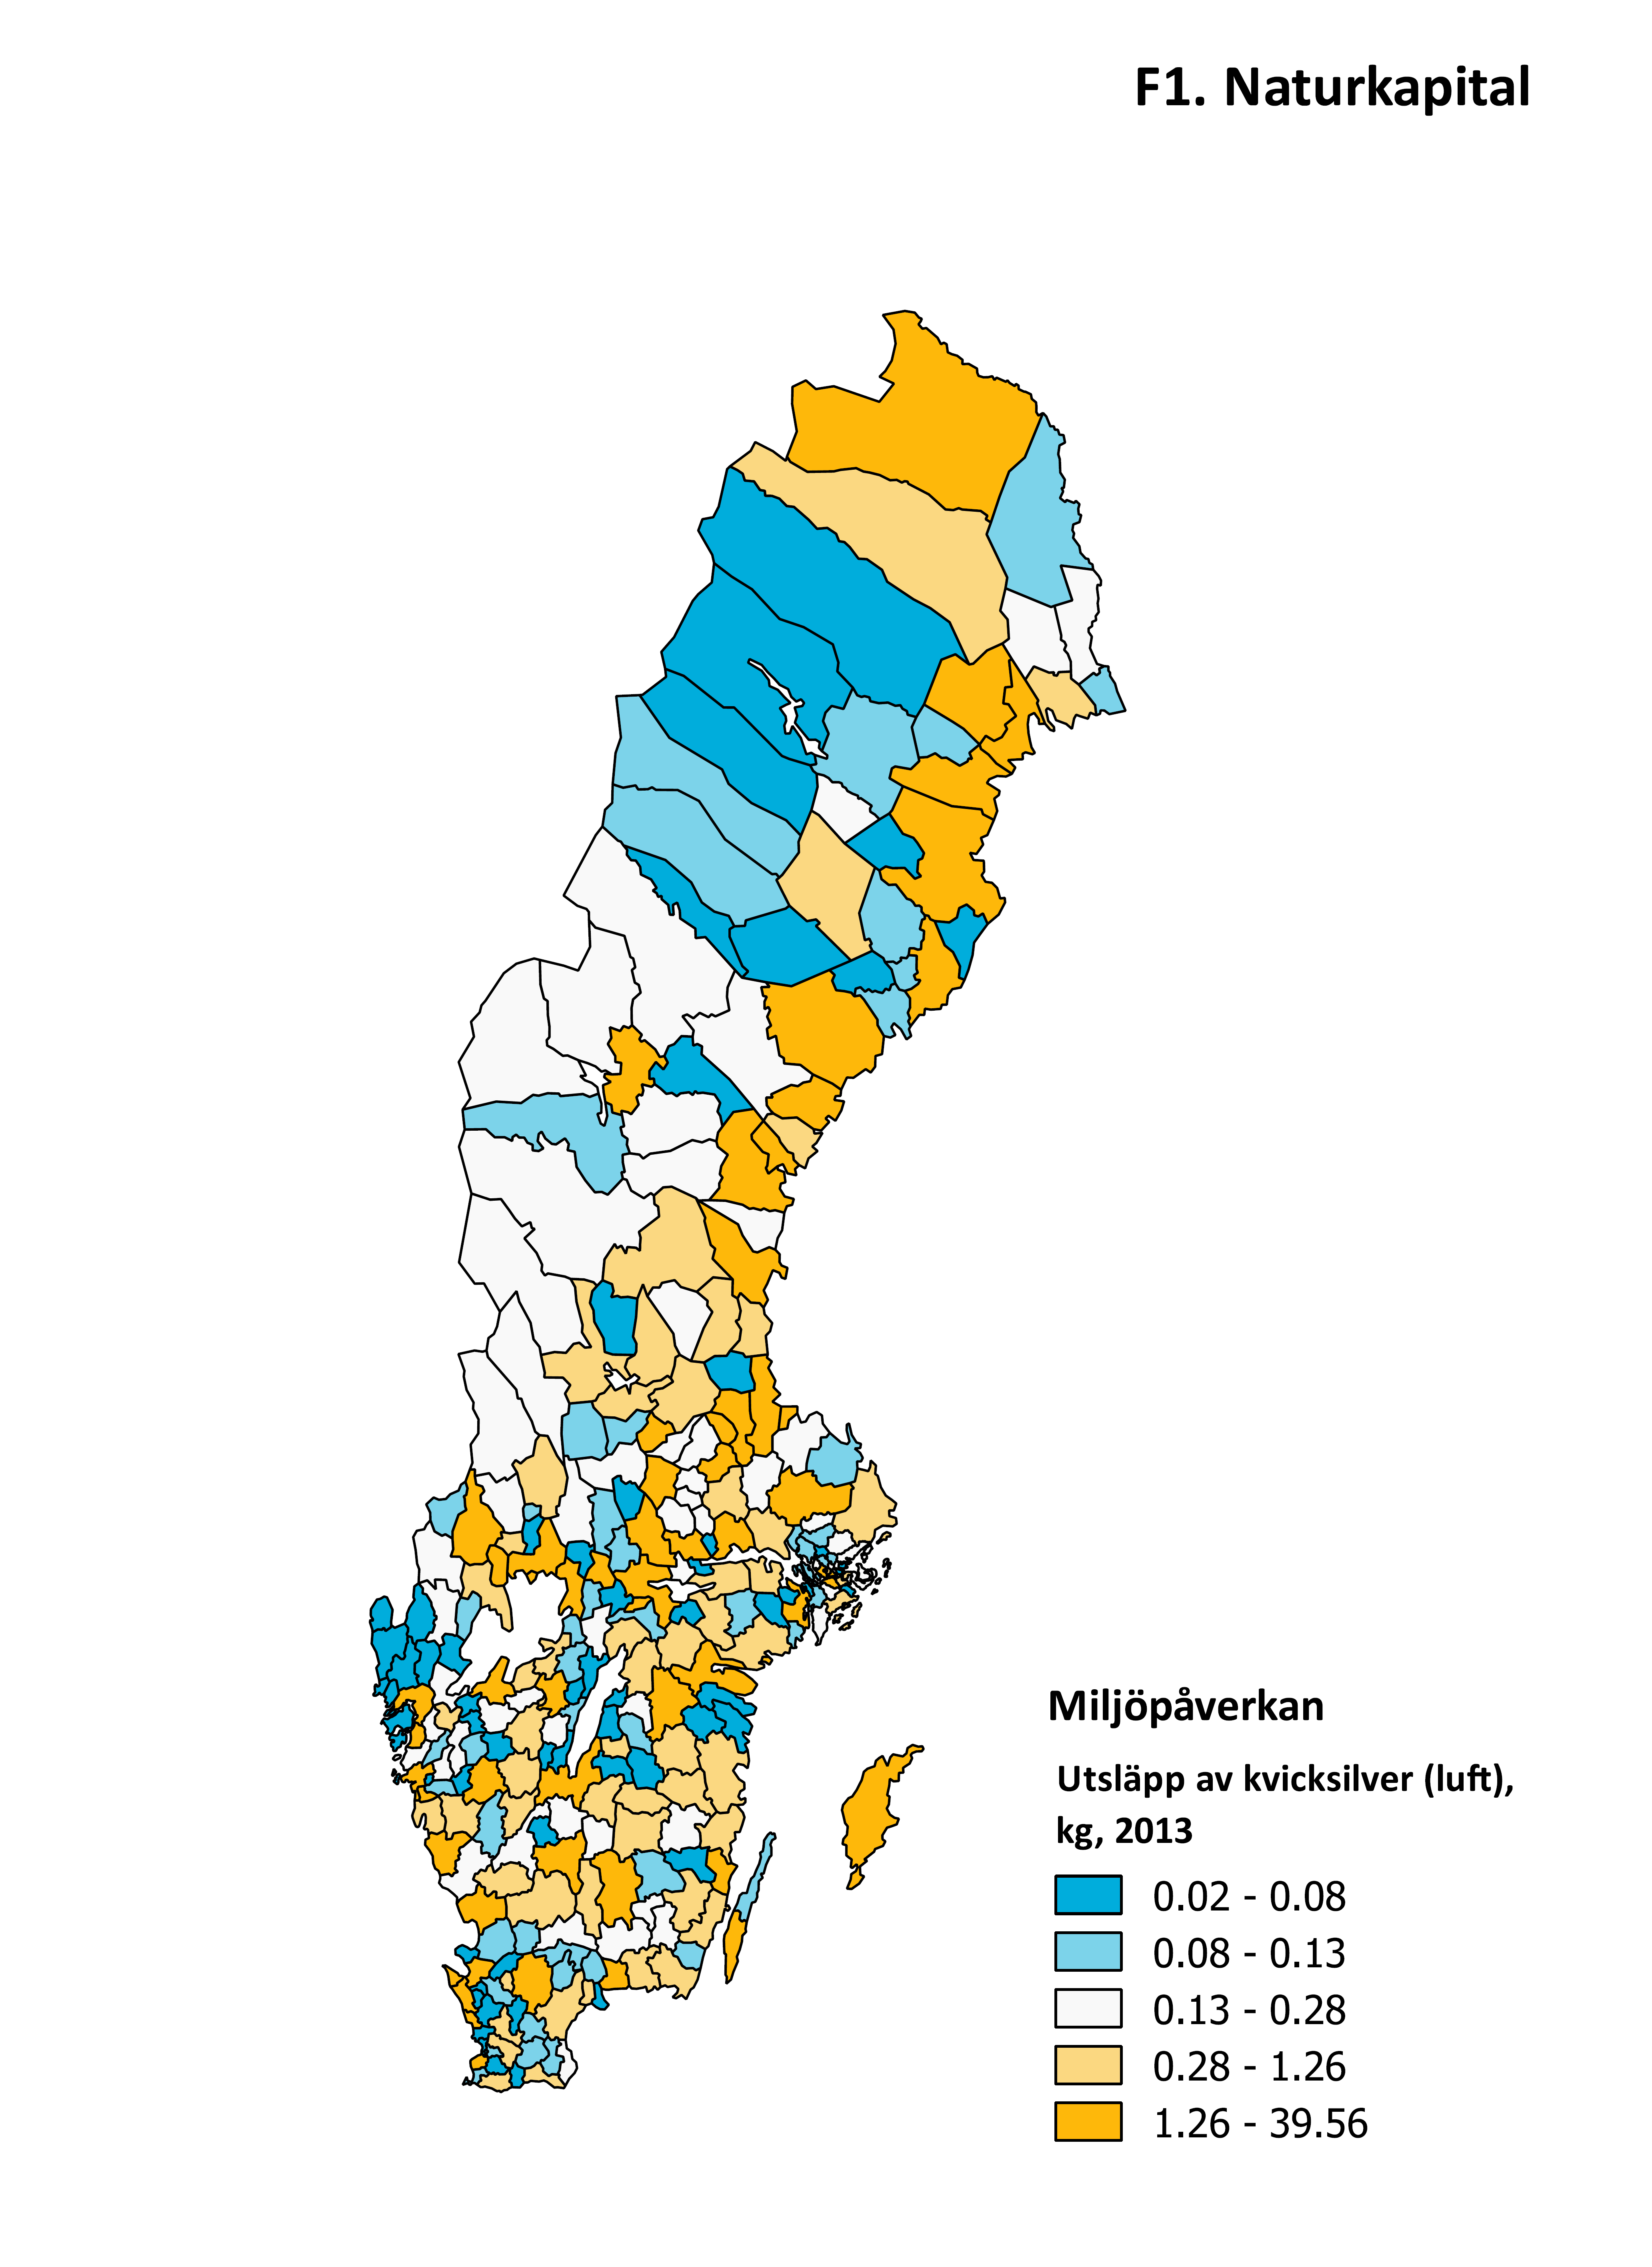 F1. Naturkapital
Miljöpåverkan
Utsläpp av kvicksilver (luft),
kg, 2013
0.02 - 0.08
0.08 - 0.13
0.13 - 0.28
0.28 - 1.26
1.26 - 39.56